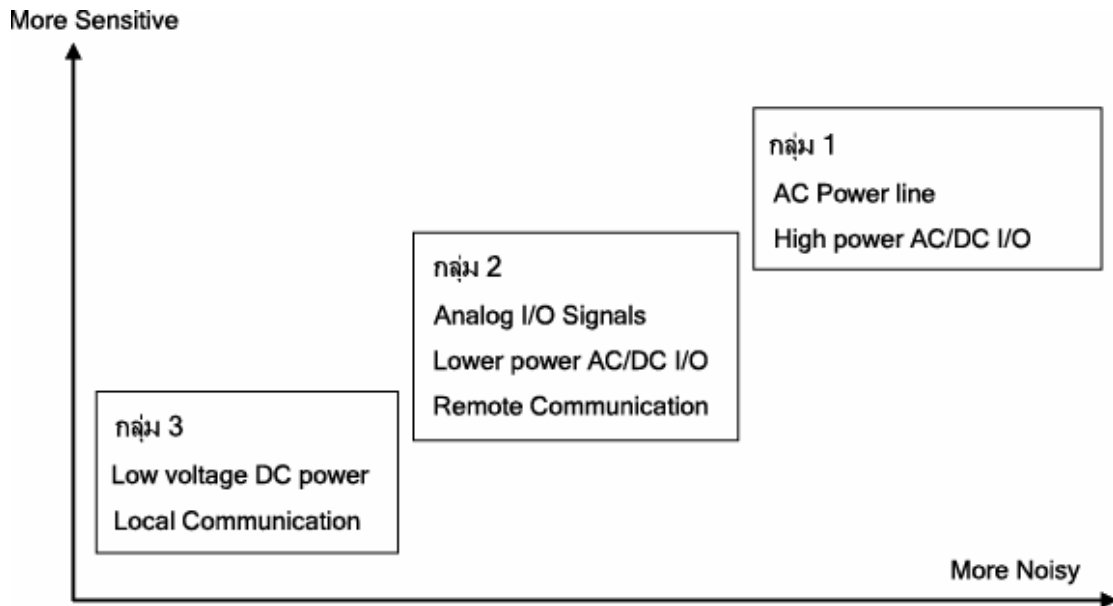 More Sensitive
กลุ่ม 1
AC Power line
High power AC/DC I/O
กลุ่ม 2
Analog I/O Signals
Lower power AC/DC I/O
Remote Communication
กลุ่ม 3
Low voltage DC power
Local Communication
More Noisy